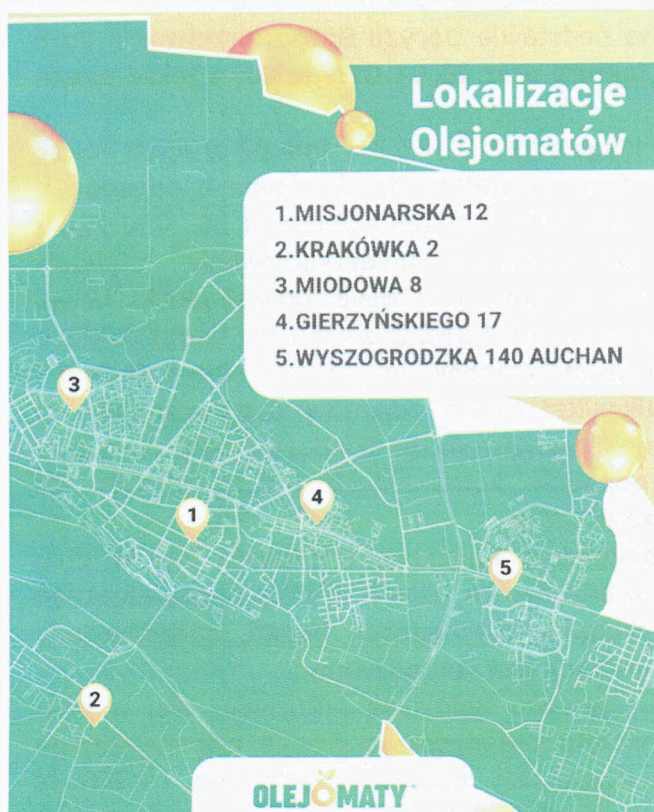 Lokalizacje
Olejomatów
1.MISJONARSKA 12
2.KRAKÓWKA 2
3.MIODOWA 8
4.GIERZYŃSKIEGO 17
5.WYSZOGRODZKA 140 AUCHAN
3
4
1
5
2
OLEJOMATY